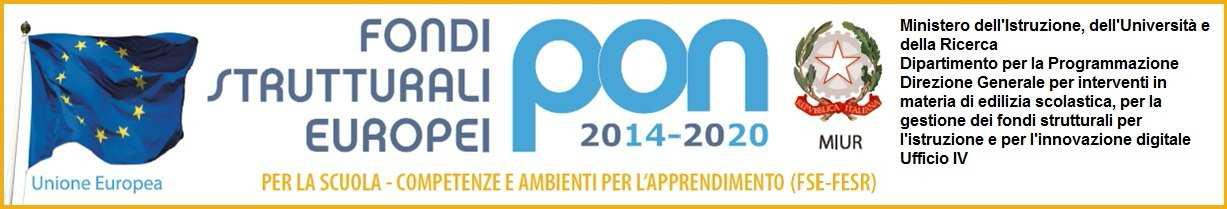 Unione Europea
FONDI
STRUTTURALI
EUROPEI
pon
2014-2020
PER LA SCUOLA - COMPETENZE E AMBIENTI PER L'APPRENDIMENTO (FSE-FESR)
REPVBBLICA ITALIANA
MIUR
Ministero dell'Istruzione, dell'Università e
della Ricerca
Dipartimento per la Programmazione
Direzione Generale per interventi in
materia di edilizia scolastica, per la
gestione dei fondi strutturali per
l'istruzione e per l'innovazione digitale
Ufficio IV